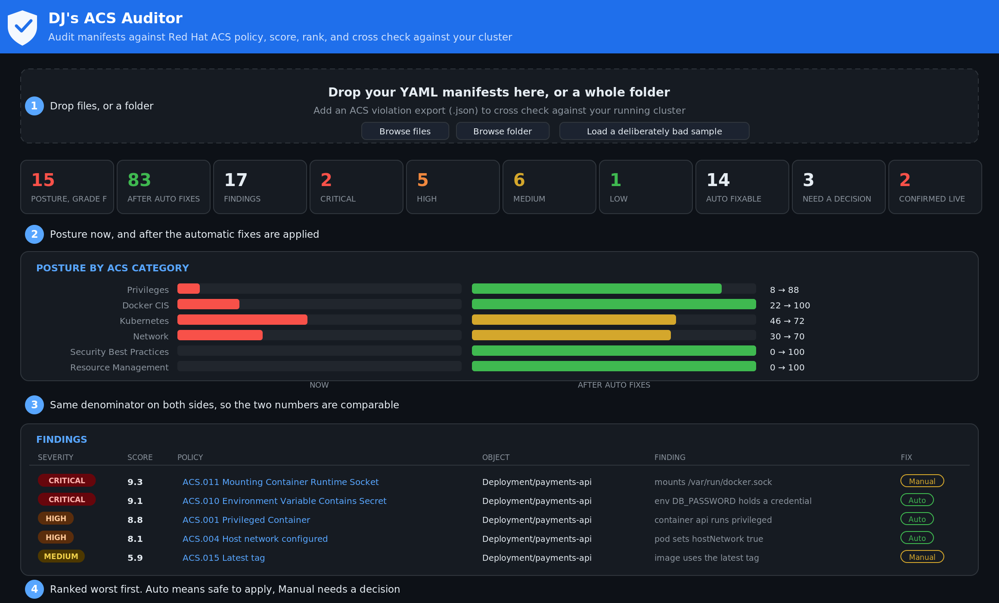 DJ's ACS Auditor
Audit manifests against Red Hat ACS policy, score, rank, and cross check against your cluster
Drop your YAML manifests here, or a whole folder
1 Drop files, or a folder
Add an ACS violation export (.json) to cross check against your running cluster
Browse files Browse folder Load a deliberately bad sample
15 83 17 2 5 6 1 14 3 2
POSTURE, GRADE F AFTER AUTO FIXES FINDINGS CRITICAL HIGH MEDIUM LOW AUTO FIXABLE NEED A DECISION CONFIRMED LIVE
2 Posture now, and after the automatic fixes are applied
POSTURE BY ACS CATEGORY
Privileges 8 → 88
Docker CIS 22 → 100
Kubernetes 46 → 72
Network 30 → 70
Security Best Practices 0 → 100
Resource Management 0 → 100
NOW AFTER AUTO FIXES
3 Same denominator on both sides, so the two numbers are comparable
FINDINGS
SEVERITY SCORE POLICY OBJECT FINDING FIX
CRITICAL 9.3 ACS.011 Mounting Container Runtime Socket Deployment/payments-api mounts /var/run/docker.sock Manual
CRITICAL 9.1 ACS.010 Environment Variable Contains Secret Deployment/payments-api env DB_PASSWORD holds a credential Auto
HIGH 8.8 ACS.001 Privileged Container Deployment/payments-api container api runs privileged Auto
HIGH 8.1 ACS.004 Host network configured Deployment/payments-api pod sets hostNetwork true Auto
MEDIUM 5.9 ACS.015 Latest tag Deployment/payments-api image uses the latest tag Manual
4 Ranked worst first. Auto means safe to apply, Manual needs a decision